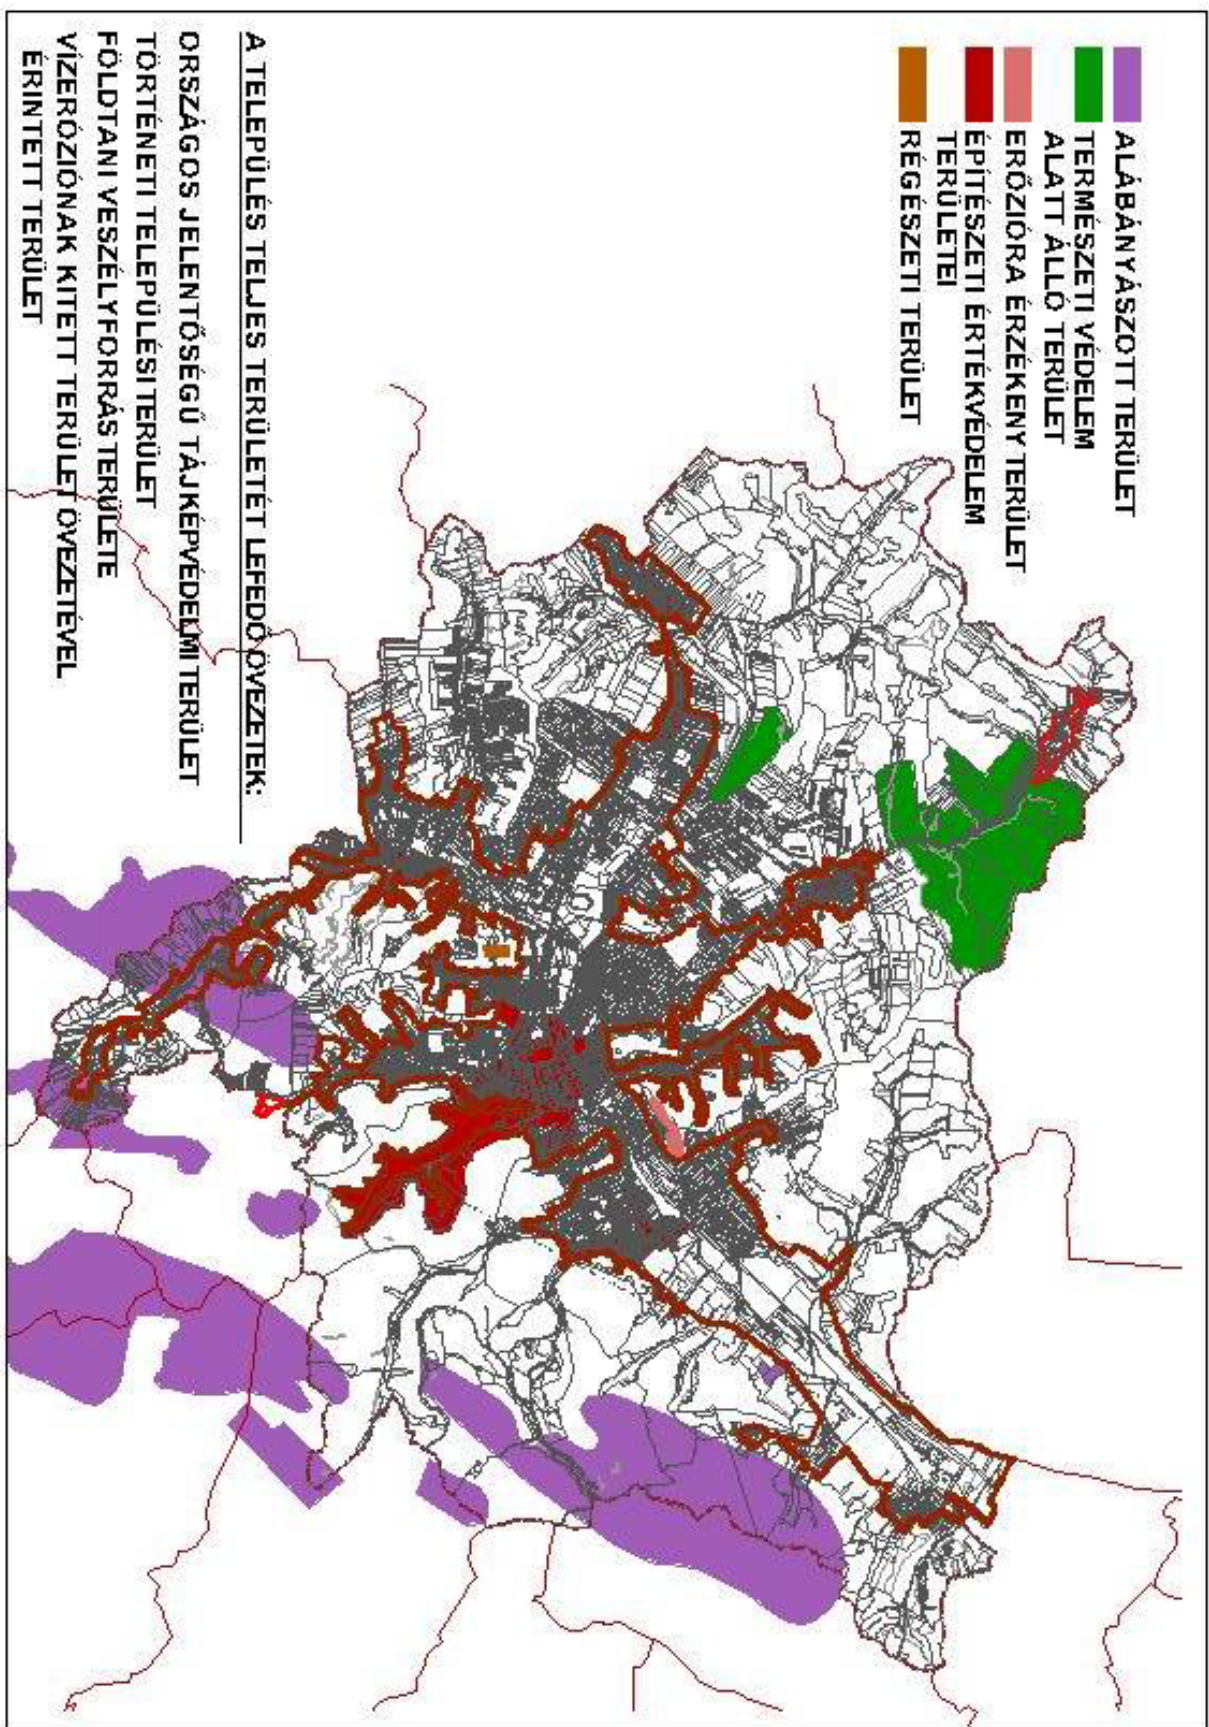 ALÁBÁNYÁSZOTT TERÜLET
TERMÉSZETI VÉDELEM
ALATT ÁLLÓ TERÜLET
ERÓZIÓRA ÉRZÉKENY TERÜLET
ÉPÍTÉSZETI ÉRTÉKVÉDELEM
TERÜLETEI
RÉGÉSZETI TERÜLET
A TELEPÜLÉS TELJES TERÜLETÉT LEFEDŐ ÖVEZETEK:
ORSZÁGOS JELENTŐSÉGŰ TÁJKÉPVÉDELMI TERÜLET
TÖRTÉNETI TELEPÜLÉSI TERÜLET
FÖLDTANI VESZÉLYFORRÁS TERÜLETE
VÍZERÓZIÓNAK KITETT TERÜLET ÖVEZETÉVEL
ÉRINTETT TERÜLET